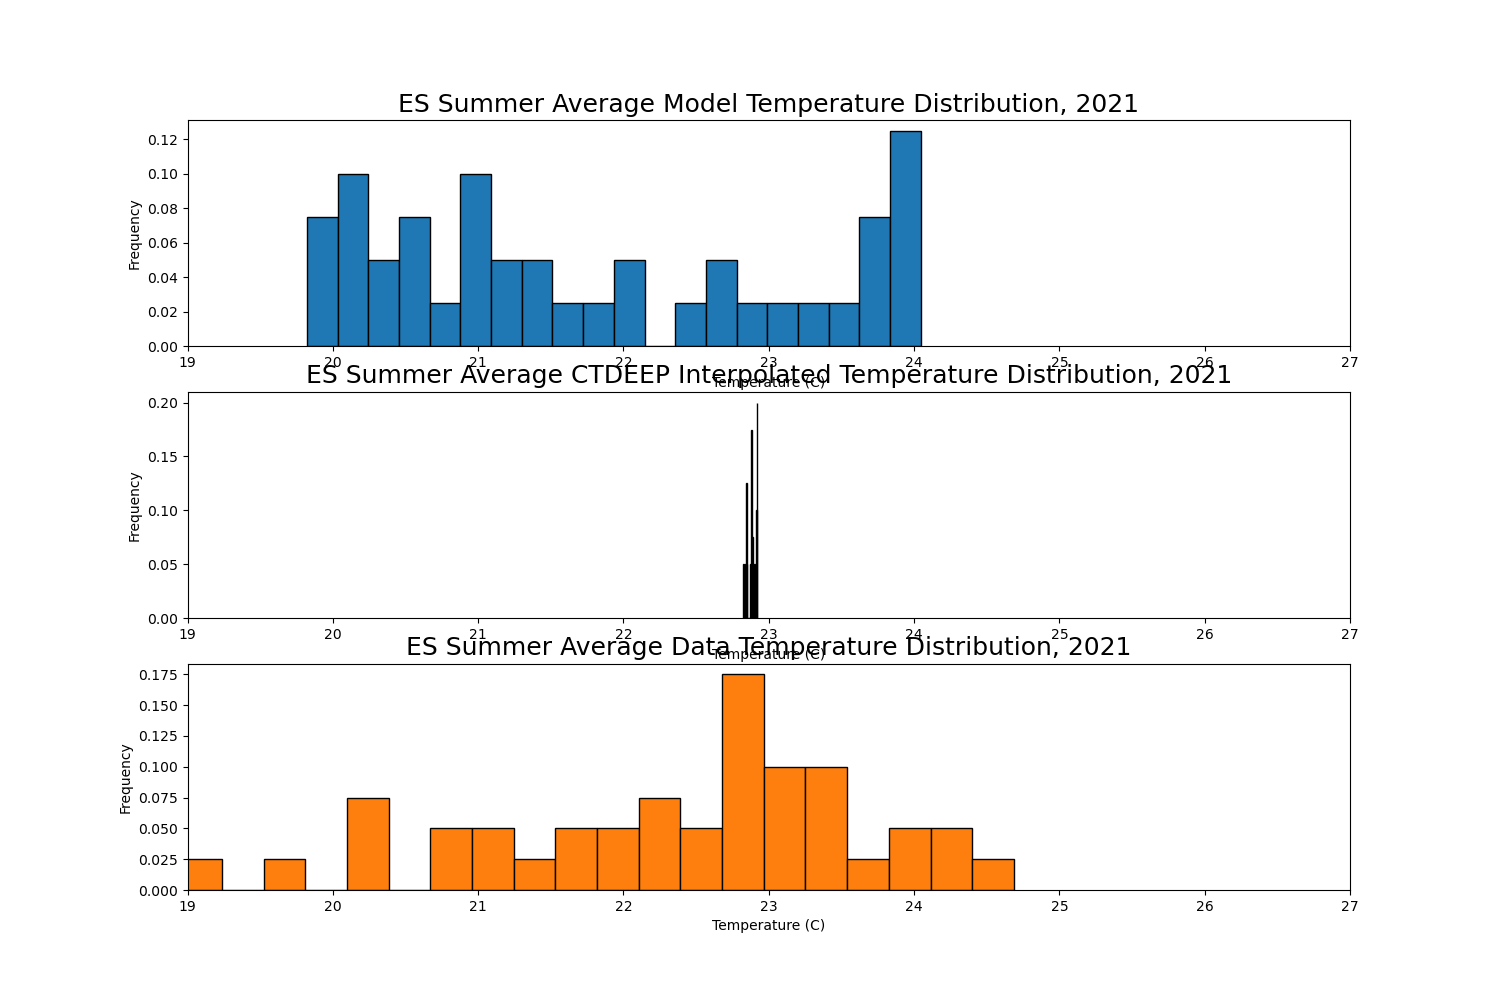 ES Summer Average Model Temperature Distribution, 2021
0.12
0.10
0.08
0.06
0.04
0.02
0.00
Frequency
19 20 21 22 23 24 25 26 27
Temperature (C)
ES Summer Average CTDEEP Interpolated Temperature Distribution, 2021
0.20
0.15
0.10
0.05
0.00
Frequency
19 20 21 22 23 24 25 26 27
Temperature (C)
ES Summer Average Data Temperature Distribution, 2021
0.175
0.150
0.125
0.100
0.075
0.050
0.025
0.000
Frequency
19 20 21 22 23 24 25 26 27
Temperature (C)